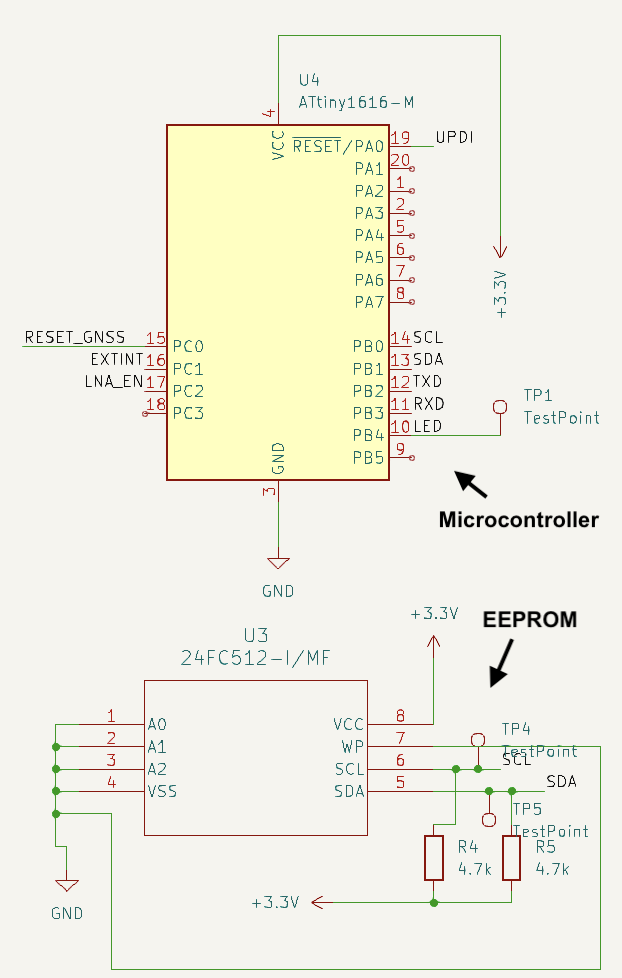 U4
ATtiny1616-M
4
VCC
RESET/PA0 19 UPDI
PA1 20
PA2 1
PA3 2
PA4 5
PA5 6
PA6 7
PA7 8
+3.3V
RESET_GNSS 15 PC0 PB0 14 SCL
EXTINT 16 PC1 PB1 13 SDA
LNA_EN 17 PC2 PB2 12 TXD
18 PC3 PB3 11 RXD
PB4 10 LED
PB5 9
TP1
TestPoint
GND
3
Microcontroller
GND
+3.3V
EEPROM
U3
24FC512-I/MF
1 A0 VCC 8
2 A1 WP 7
3 A2 SCL 6
4 VSS SDA 5
TP4
TestPoint
SCL
SDA
TP5
TestPoint
R4
4.7k
R5
4.7k
+3.3V
GND